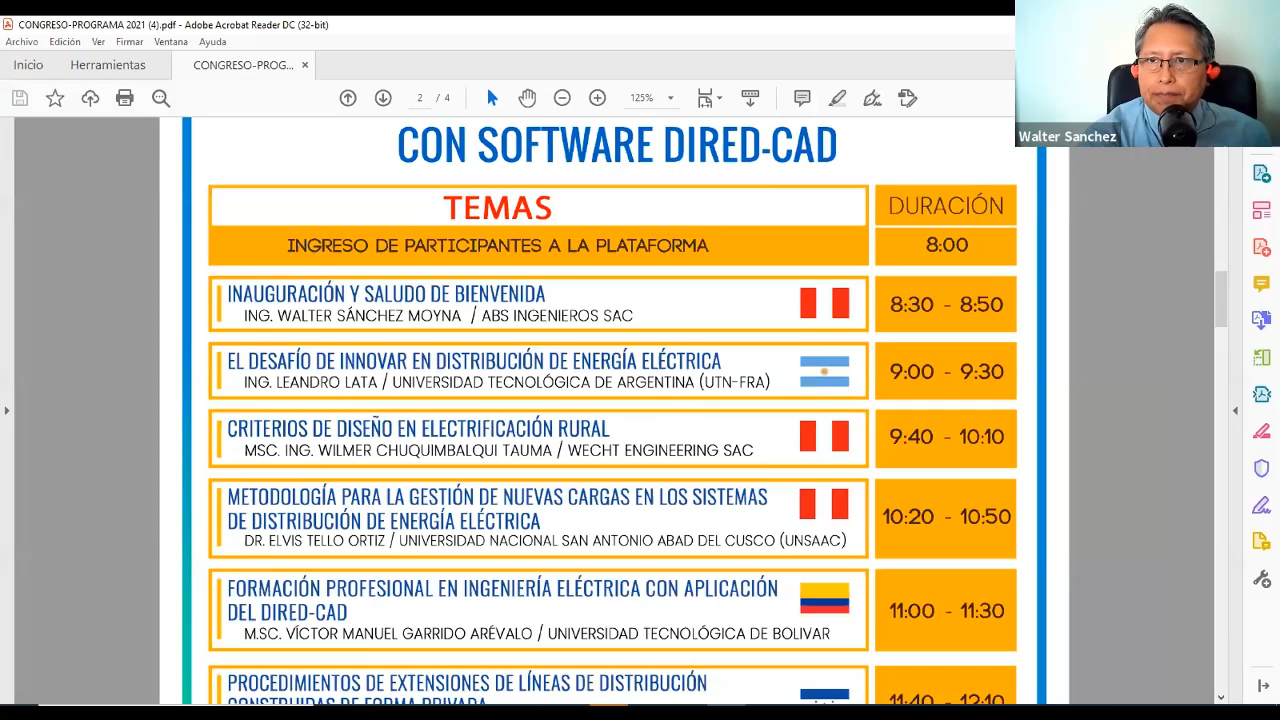 CONGRESO-PROGRAMA 2021 (4).pdf - Adobe Acrobat Reader DC (32-bit)
Archivo Edición Ver Firmar Ventana Ayuda
Inicio Herramientas CONGRESO-PROG... ×
2 / 4 125%
Walter Sanchez
CON SOFTWARE DIRED-CAD
TEMAS DURACIÓN
INGRESO DE PARTICIPANTES A LA PLATAFORMA 8:00
INAUGURACIÓN Y SALUDO DE BIENVENIDA
ING. WALTER SÁNCHEZ MOYNA / ABS INGENIEROS SAC
8:30 - 8:50
EL DESAFÍO DE INNOVAR EN DISTRIBUCIÓN DE ENERGÍA ELÉCTRICA
ING. LEANDRO LATA / UNIVERSIDAD TECNOLÓGICA DE ARGENTINA (UTN-FRA)
9:00 - 9:30
CRITERIOS DE DISEÑO EN ELECTRIFICACIÓN RURAL
MSC. ING. WILMER CHUQUIMBALQUI TAUMA / WECHT ENGINEERING SAC
9:40 - 10:10
METODOLOGÍA PARA LA GESTIÓN DE NUEVAS CARGAS EN LOS SISTEMAS
DE DISTRIBUCIÓN DE ENERGÍA ELÉCTRICA
DR. ELVIS TELLO ORTIZ / UNIVERSIDAD NACIONAL SAN ANTONIO ABAD DEL CUSCO (UNSAAC)
10:20 - 10:50
FORMACIÓN PROFESIONAL EN INGENIERÍA ELÉCTRICA CON APLICACIÓN
DEL DIRED-CAD
M.SC. VÍCTOR MANUEL GARRIDO ARÉVALO / UNIVERSIDAD TECNOLÓGICA DE BOLIVAR
11:00 - 11:30
PROCEDIMIENTOS DE EXTENSIONES DE LÍNEAS DE DISTRIBUCIÓN
CONSTRUIDAS DE FORMA PRIVADA
11:40 - 12:10